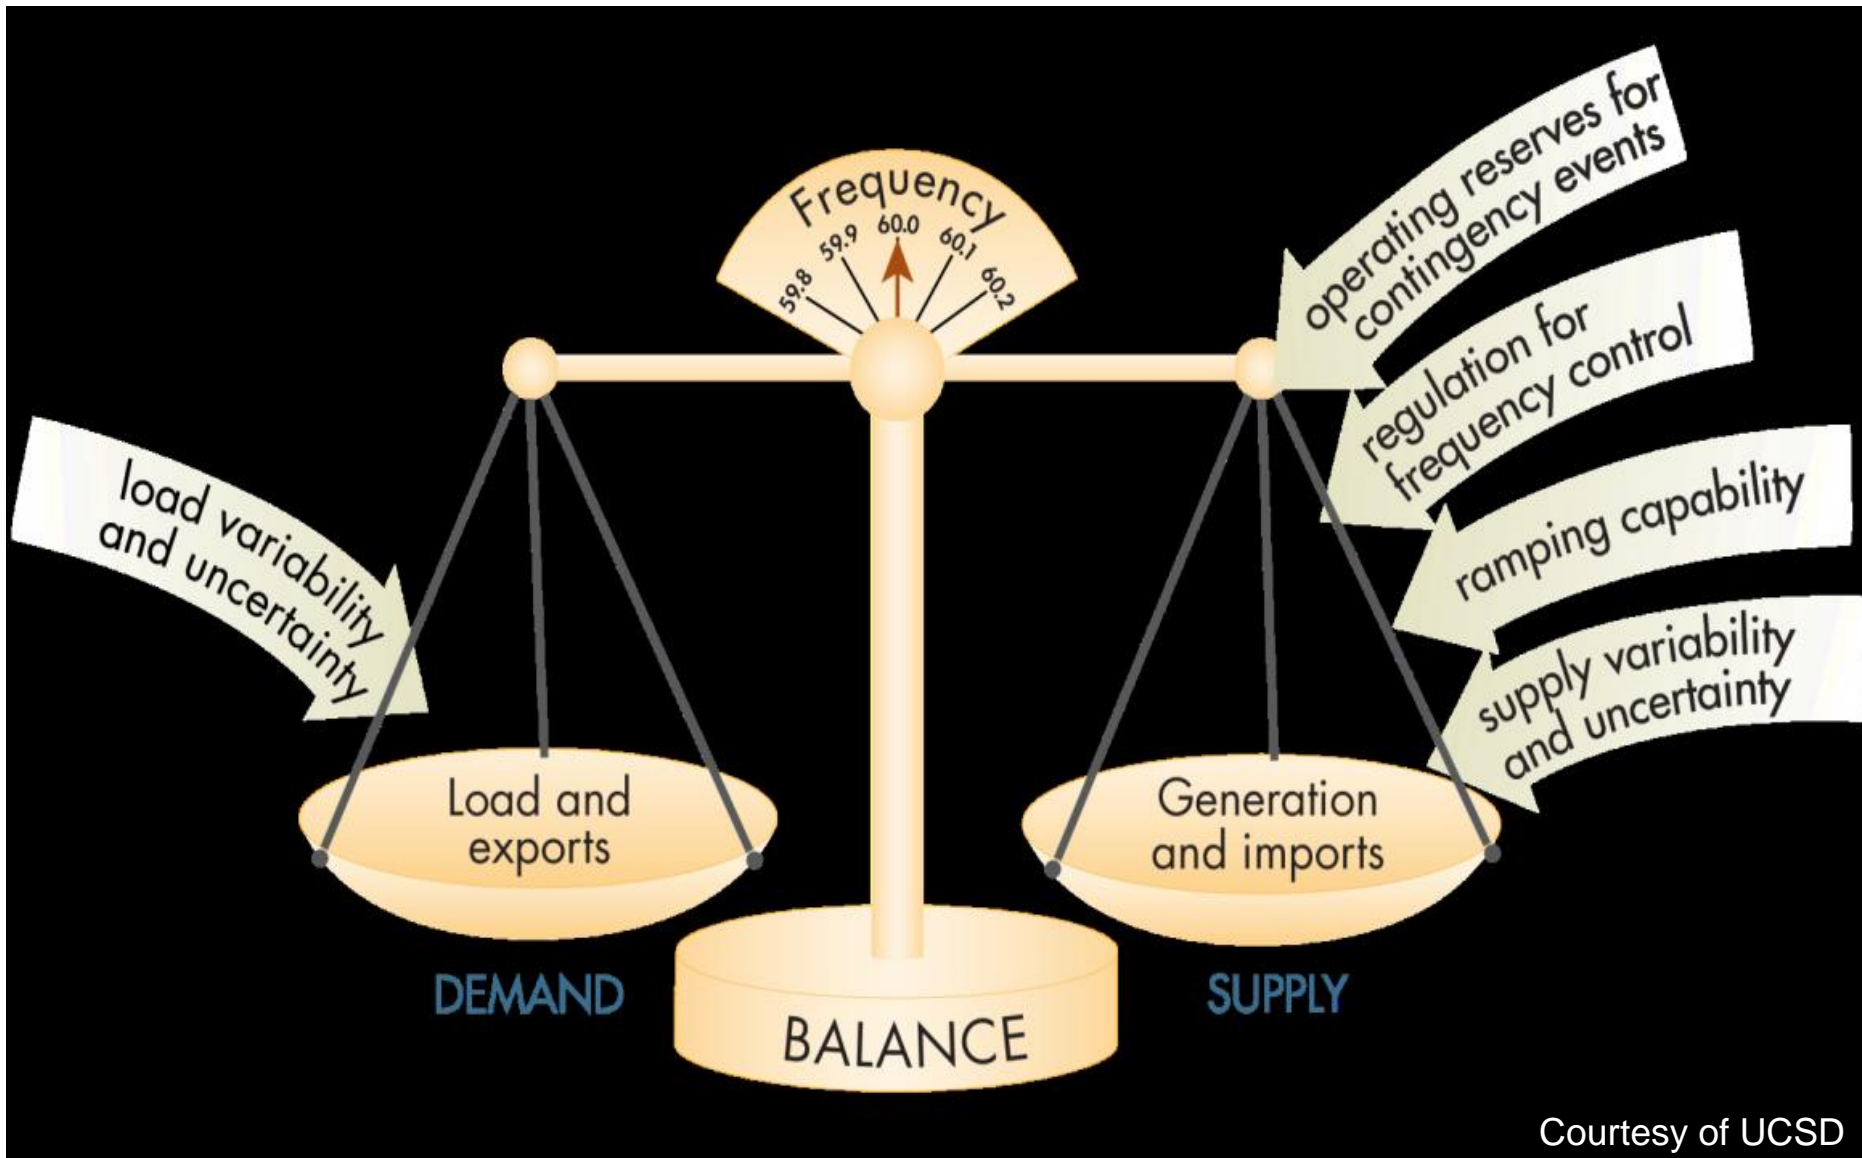 Frequency
59.8
59.9
60.0
60.1
60.2
operating reserves for
contingency events
regulation for
frequency control
ramping capability
supply variability
and uncertainty
load variability
and uncertainty
Load and
exports
Generation
and imports
DEMAND
SUPPLY
BALANCE
Courtesy of UCSD